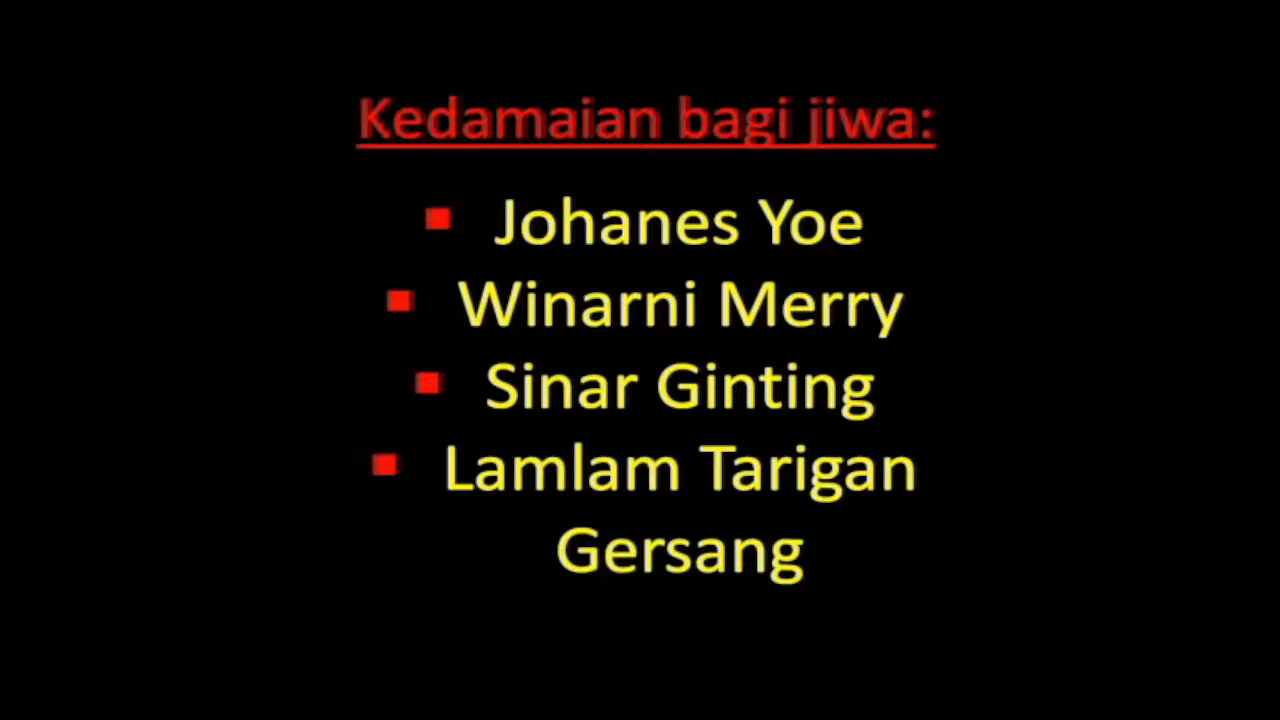 Kedamaian bagi jiwa:
▪ Johanes Yoe
▪ Winarni Merry
▪ Sinar Ginting
▪ Lamlam Tarigan
Gersang